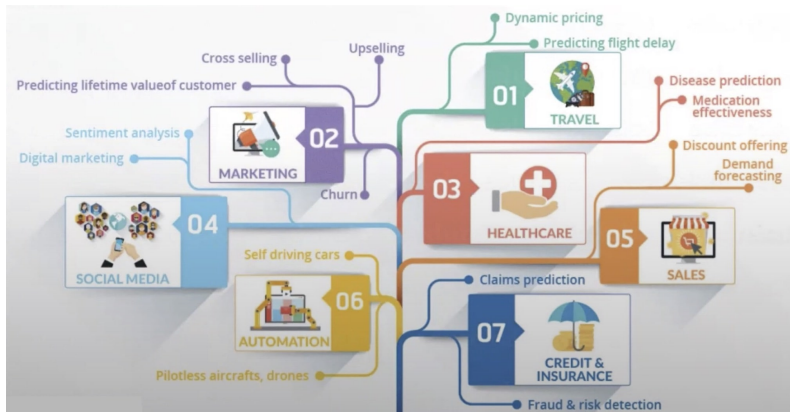 Dynamic pricing
Predicting flight delay
01
TRAVEL
Cross selling
Upselling
Predicting lifetime valueof customer
02
MARKETING
Churn
Disease prediction
Medication
effectiveness
03
HEALTHCARE
Sentiment analysis
Digital marketing
04
SOCIAL MEDIA
Discount offering
Demand
forecasting
05
SALES
Self driving cars
06
AUTOMATION
Pilotless aircrafts, drones
Claims prediction
07
CREDIT &
INSURANCE
Fraud & risk detection